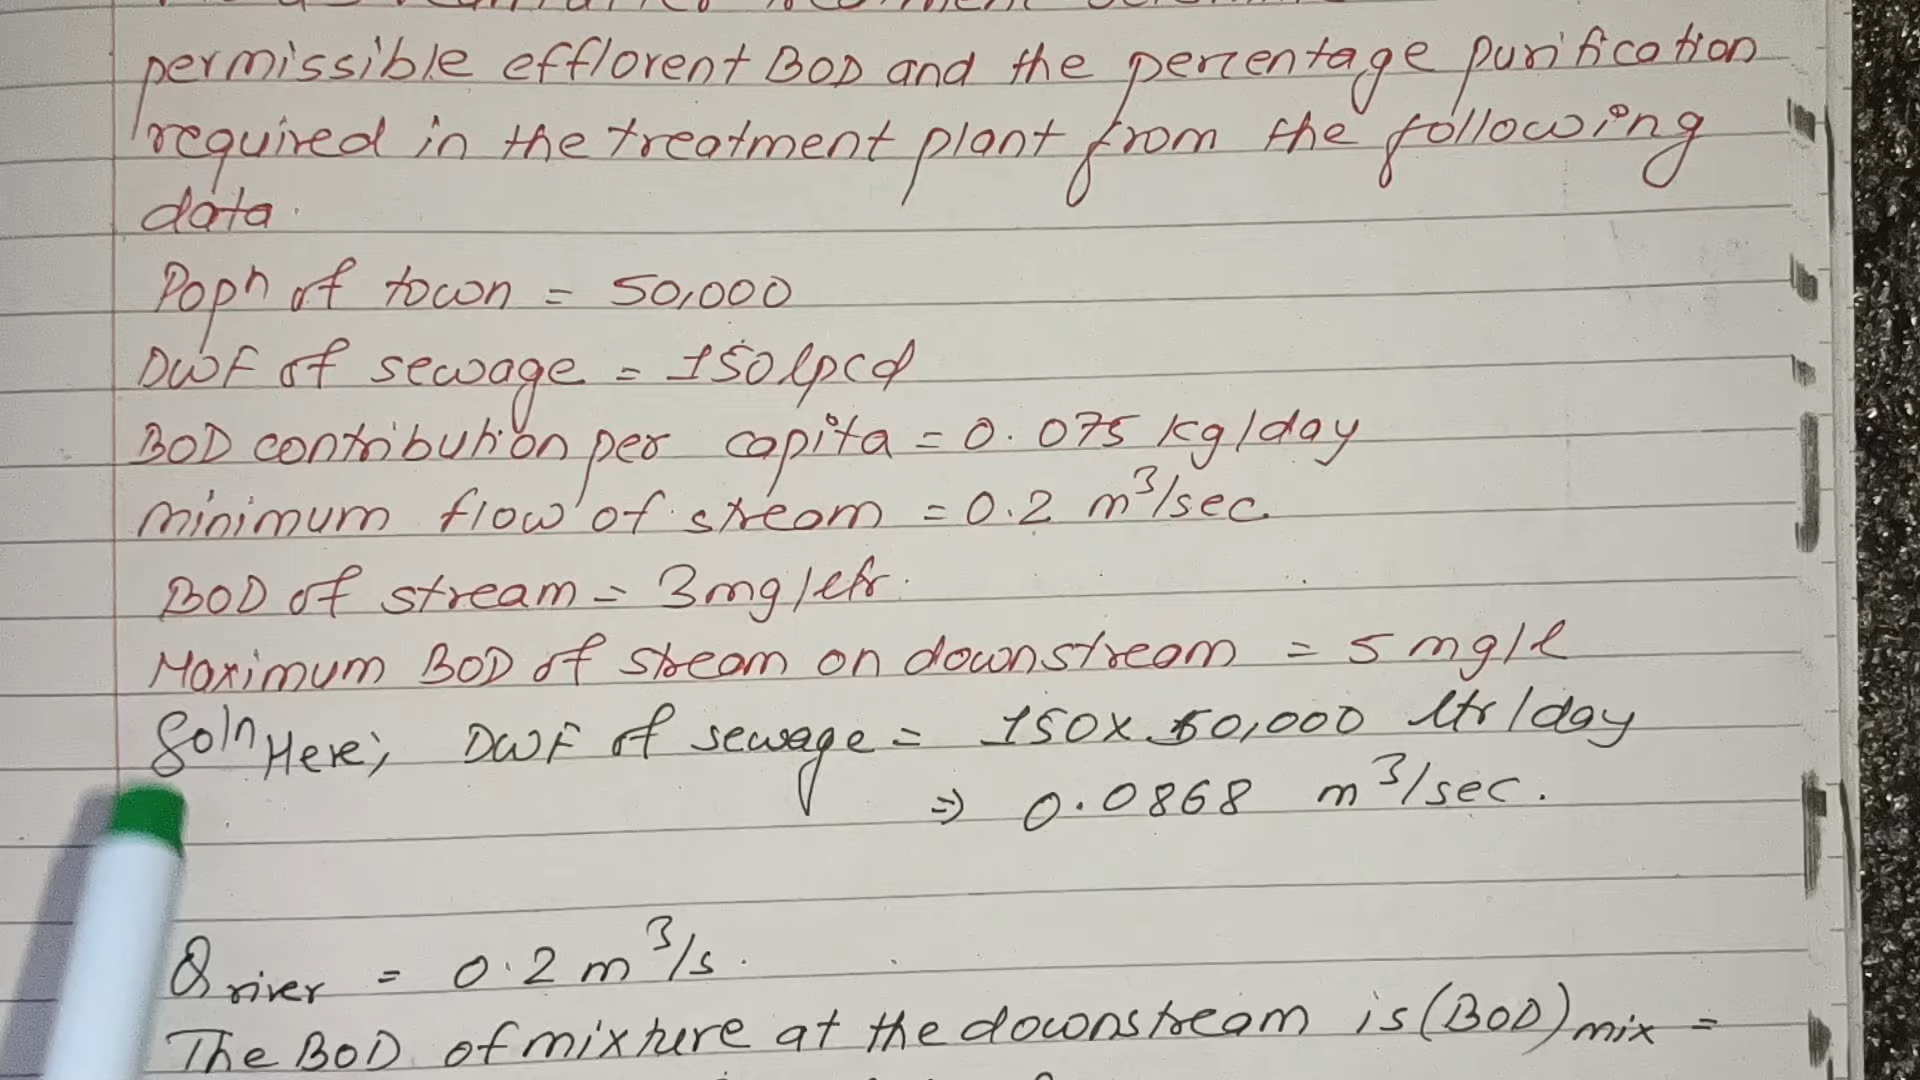 permissible efflorent BOD and the percentage purification
required in the treatment plant from the following
data.
Popn of town = 50,000
DWF of sewage = 150 lpcd
BOD contribution per capita = 0.075 kg/day
minimum flow of stream = 0.2 m³/sec.
BOD of stream = 3mg/ltr.
Maximum BOD of stream on downstream = 5 mg/l
Soln Here; DWF of sewage = 150 x 50,000 ltr/day
⇒ 0.0868 m³/sec.
Q river = 0.2 m³/s.
The BOD of mixture at the downstream is (BOD) mix =